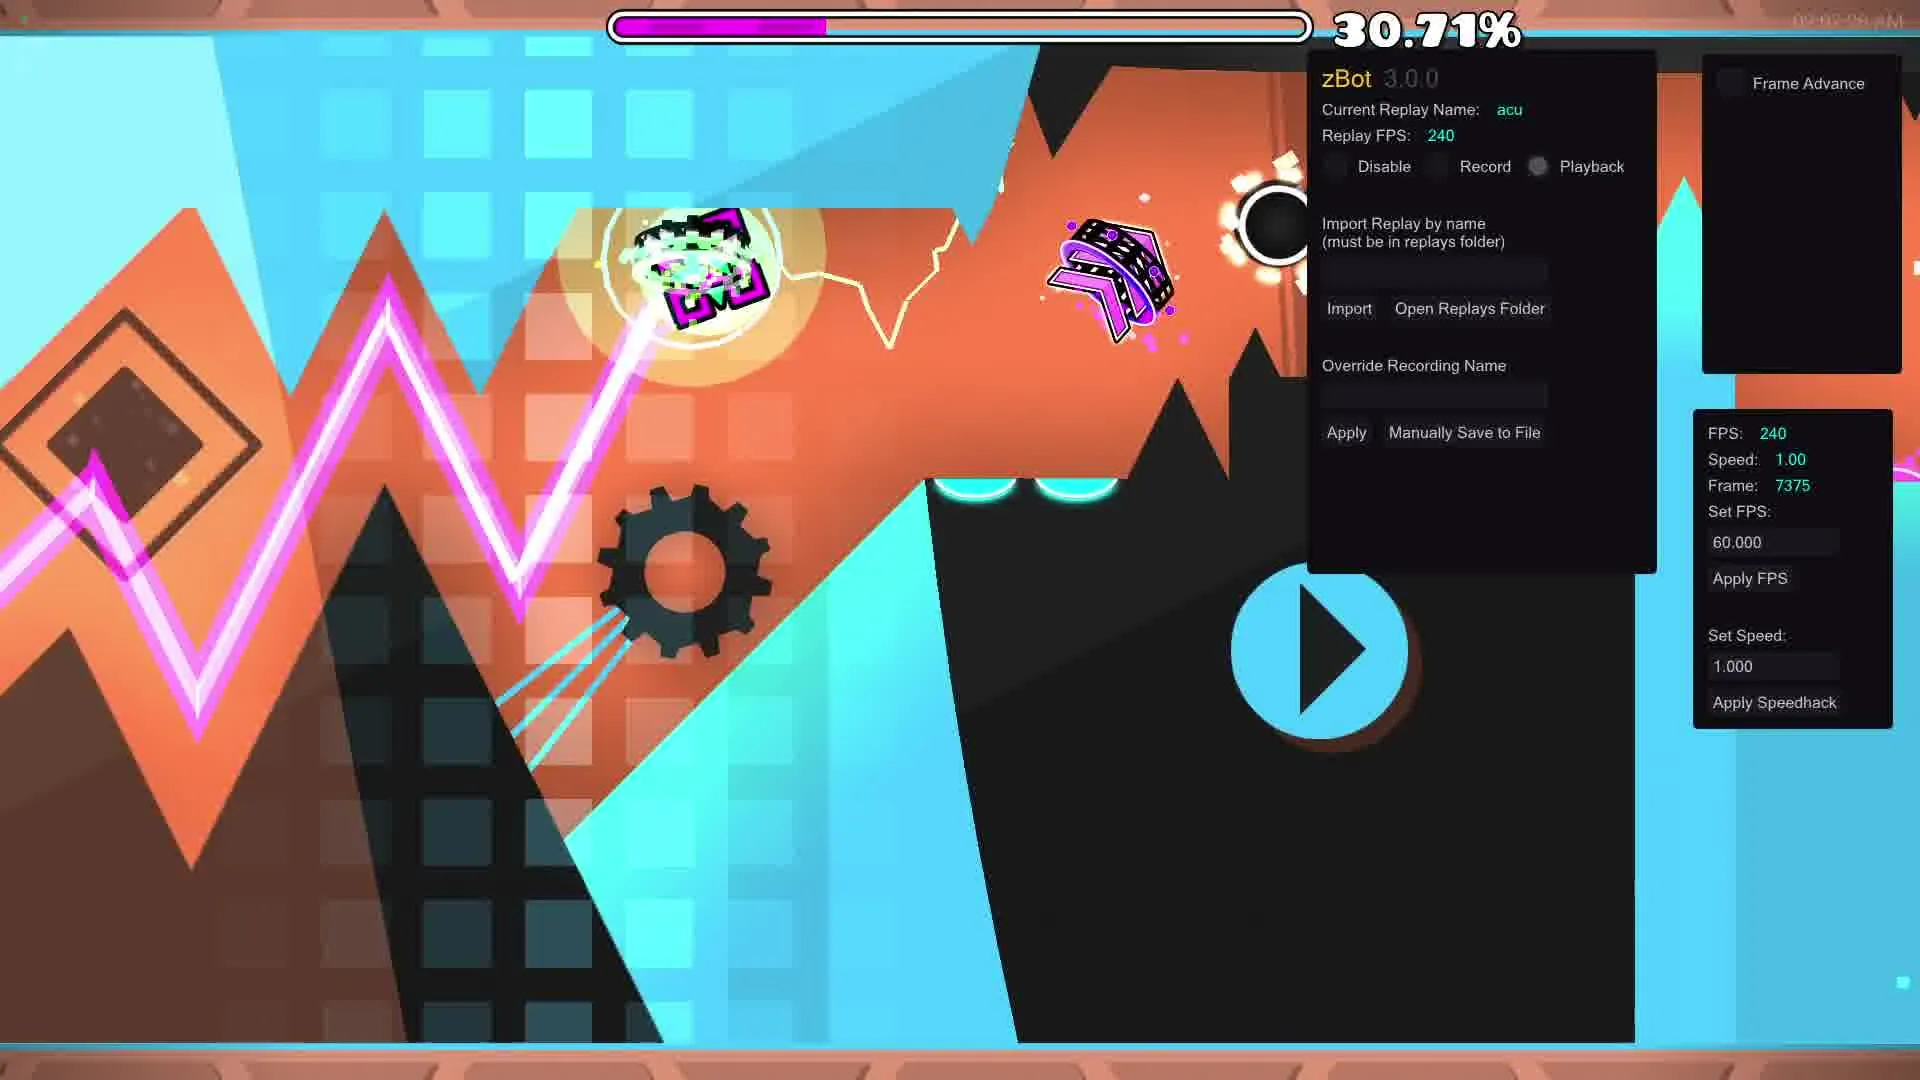 30.71%
zBot 3.0.0
Current Replay Name: acu
Replay FPS: 240
Disable Record Playback
Import Replay by name
(must be in replays folder)
Import Open Replays Folder
Override Recording Name
Apply Manually Save to File
Frame Advance
FPS: 240
Speed: 1.00
Frame: 7375
Set FPS:
60.000
Apply FPS
Set Speed:
1.000
Apply Speedhack